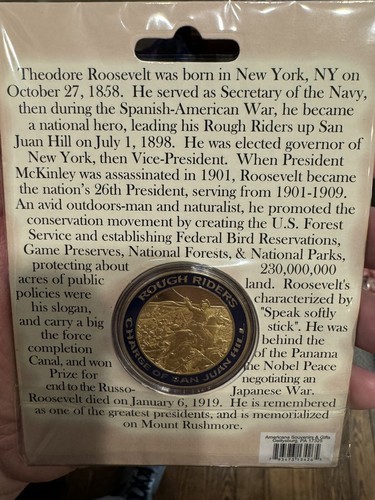 Theodore Roosevelt was born in New York, NY on
October 27, 1858. He served as Secretary of the Navy,
then during the Spanish-American War, he became
a national hero, leading his Rough Riders up San
Juan Hill on July 1, 1898. He was elected governor of
New York, then Vice-President. When President
McKinley was assassinated in 1901, Roosevelt became
the nation's 26th President, serving from 1901-1909.
An avid outdoors-man and naturalist, he promoted the
conservation movement by creating the U.S. Forest
Service and establishing Federal Bird Reservations,
Game Preserves, National Forests, & National Parks,
protecting about 230,000,000
acres of public land. Roosevelt's
policies were characterized by
his slogan, "Speak softly
and carry a big stick". He was
the force behind the
completion of the Panama
Canal, and won the Nobel Peace
Prize for negotiating an
end to the Russo- Japanese War.
Roosevelt died on January 6, 1919. He is remembered
as one of the greatest presidents, and is memorialized
on Mount Rushmore.
ROUGH RIDERS
CHARGE OF SAN JUAN HILL
Americana Souvenirs & Gifts
Gettysburg, PA 17325